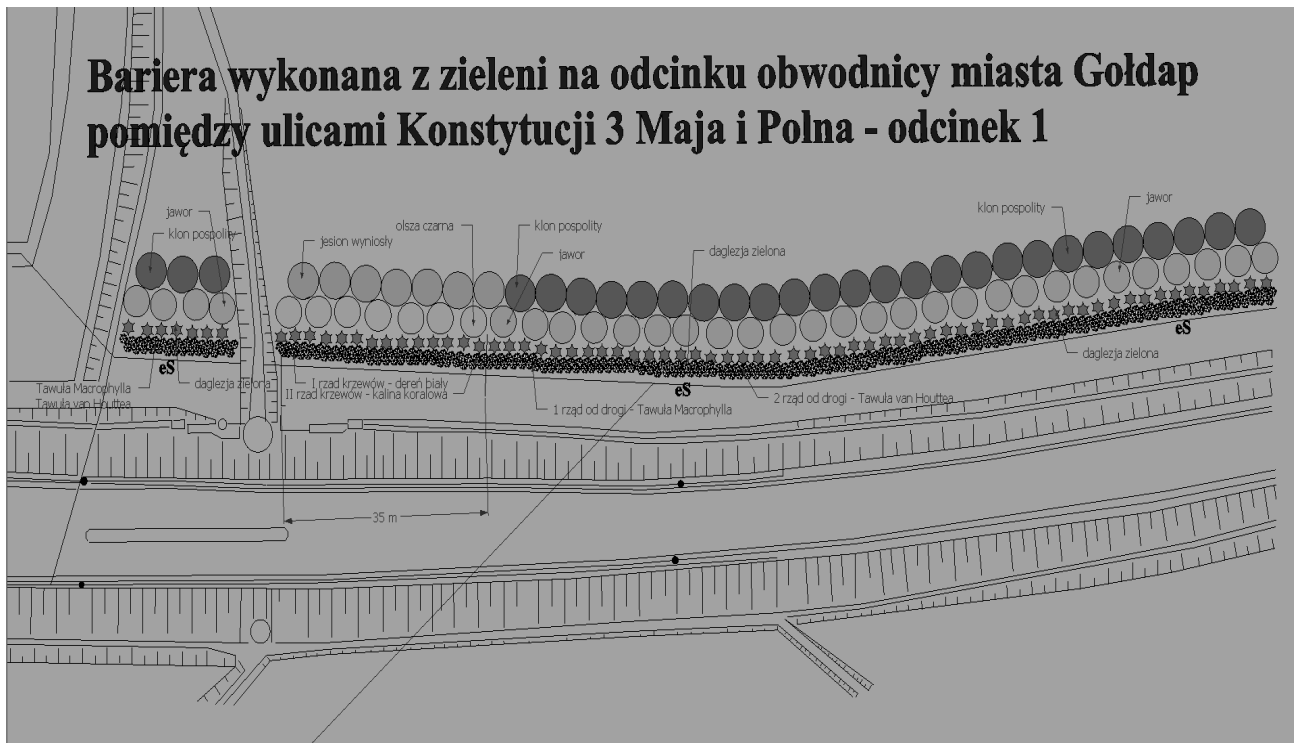 Bariera wykonana z zieleni na odcinku obwodnicy miasta Gołdap
pomiędzy ulicami Konstytucji 3 Maja i Polna - odcinek 1
jawor
klon pospolity
jesion wyniosły
olsza czarna
klon pospolity
jawor
daglezja zielona
klon pospolity
jawor
eS
Tawuła Macrophylla
Tawuła van Houttea
daglezja zielona
I rzad krzewów - dereń biały
II rzad krzewów - kalina koralowa
eS
1 rząd od drogi - Tawuła Macrophylla
2 rząd od drogi - Tawuła van Houttea
eS
daglezja zielona
35 m